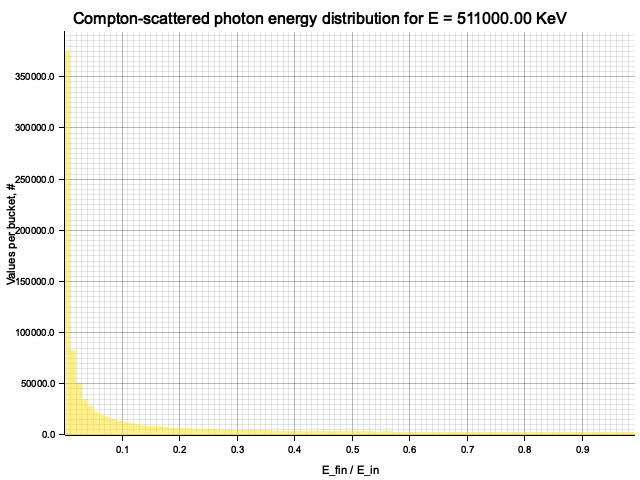 Compton-scattered photon energy distribution for E = 511000.00 KeV
350000.0
300000.0
250000.0
200000.0
150000.0
100000.0
50000.0
0.0
Values per bucket, #
0.1 0.2 0.3 0.4 0.5 0.6 0.7 0.8 0.9
E_fin / E_in